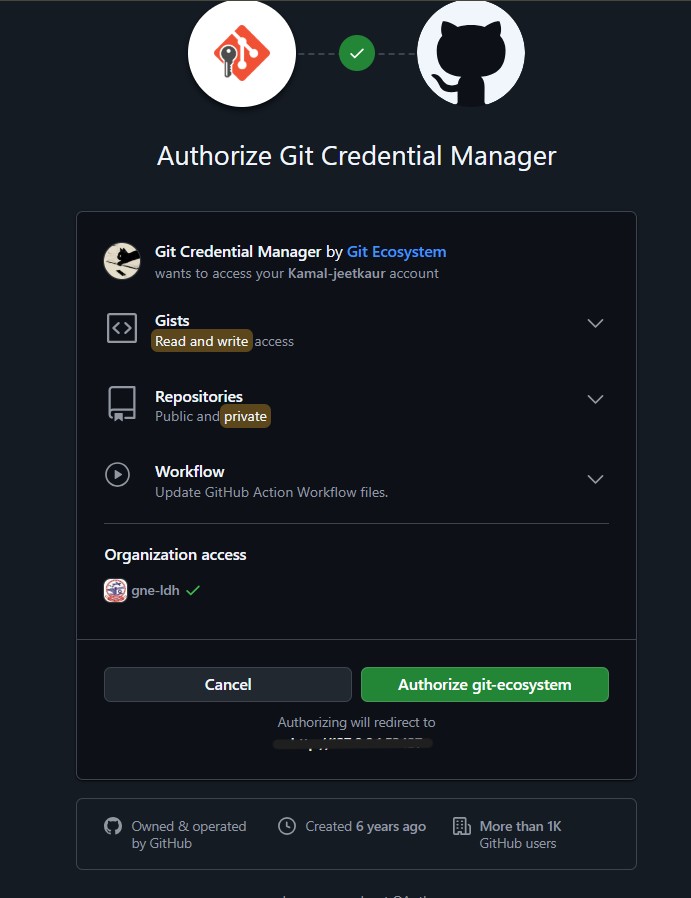 Authorize Git Credential Manager
Git Credential Manager by Git Ecosystem
wants to access your Kamal-jeetkaur account
Gists
Read and write access
Repositories
Public and private
Workflow
Update GitHub Action Workflow files.
Organization access
gne-ldh
Cancel
Authorize git-ecosystem
Authorizing will redirect to
Owned & operated
by GitHub
Created 6 years ago
More than 1K
GitHub users